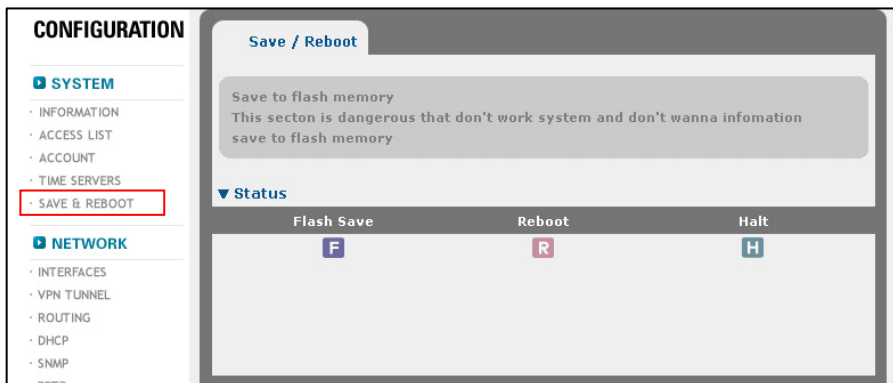 CONFIGURATION
SYSTEM
· INFORMATION
· ACCESS LIST
· ACCOUNT
· TIME SERVERS
· SAVE & REBOOT
NETWORK
· INTERFACES
· VPN TUNNEL
· ROUTING
· DHCP
· SNMP
Save / Reboot
Save to flash memory
This secton is dangerous that don't work system and don't wanna infomation
save to flash memory
▼ Status
Flash Save Reboot Halt
F R H